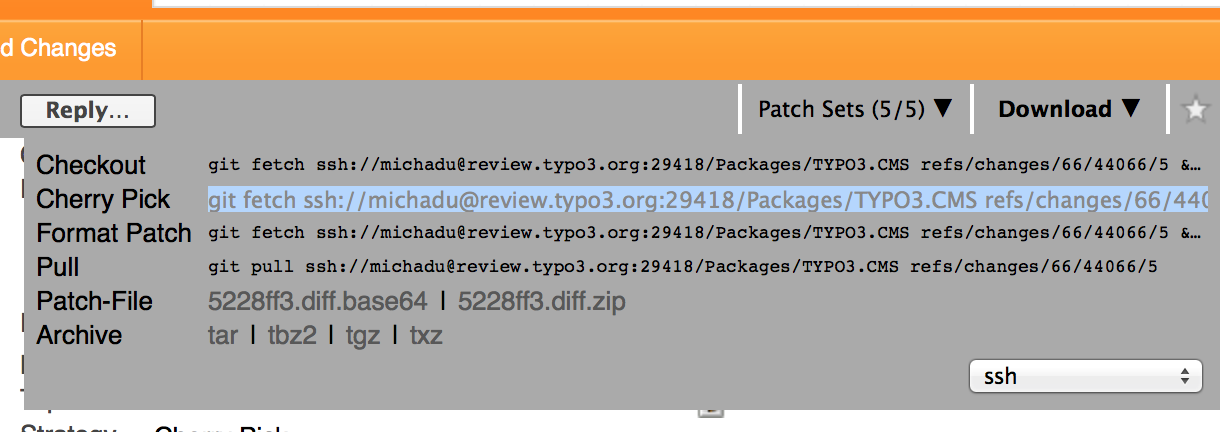 d Changes
Reply...
Patch Sets (5/5) ▼
Download ▼
Checkout git fetch ssh://michadu@review.typo3.org:29418/Packages/TYPO3.CMS refs/changes/66/44066/5 &…
Cherry Pick git fetch ssh://michadu@review.typo3.org:29418/Packages/TYPO3.CMS refs/changes/66/440
Format Patch git fetch ssh://michadu@review.typo3.org:29418/Packages/TYPO3.CMS refs/changes/66/44066/5 &…
Pull git pull ssh://michadu@review.typo3.org:29418/Packages/TYPO3.CMS refs/changes/66/44066/5
Patch-File 5228ff3.diff.base64 | 5228ff3.diff.zip
Archive tar | tbz2 | tgz | txz
ssh
Strategy Cherry Pick